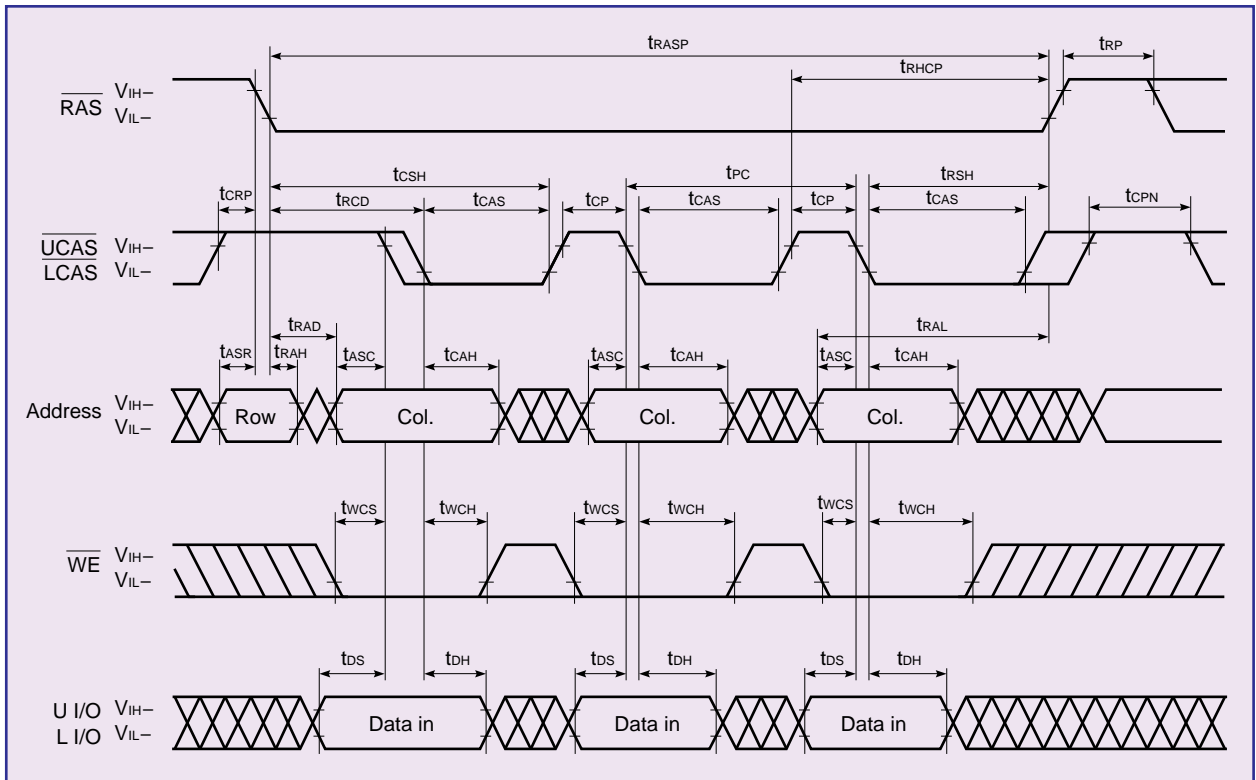 tRASP
tRP
tRHCP
RAS VIH–
VIL–
tCSH
tPC
tRSH
tCRP
tRCD
tCAS
tCP
tCAS
tCP
tCAS
tCPN
UCAS VIH–
LCAS VIL–
tRAD
tRAL
tASR
tRAH
tASC
tCAH
tASC
tCAH
tASC
tCAH
Address VIH–
VIL–
Row
Col.
Col.
Col.
tWCS
tWCH
tWCS
tWCH
tWCS
tWCH
WE VIH–
VIL–
tDS
tDH
tDS
tDH
tDS
tDH
U I/O VIH–
L I/O VIL–
Data in
Data in
Data in